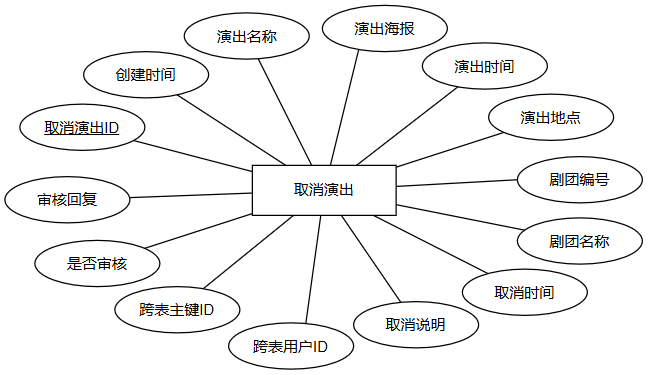 演出海报
演出名称
演出时间
创建时间
演出地点
取消演出ID
剧团编号
取消演出
审核回复
剧团名称
是否审核
取消时间
跨表主键ID
取消说明
跨表用户ID